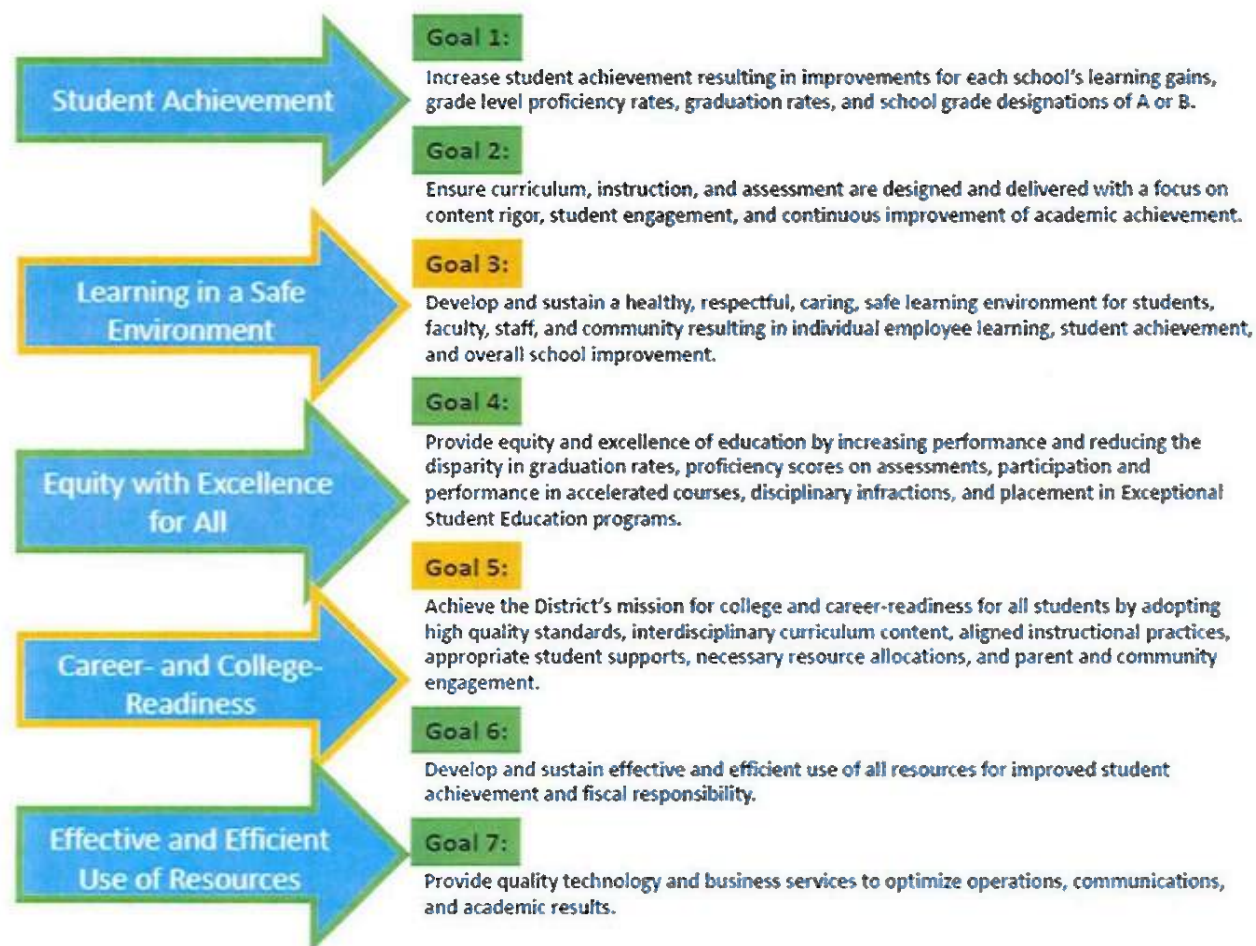 Student Achievement
Goal 1:
Increase student achievement resulting in improvements for each school's learning gains,
grade level proficiency rates, graduation rates, and school grade designations of A or B.
Goal 2:
Ensure curriculum, instruction, and assessment are designed and delivered with a focus on
content rigor, student engagement, and continuous improvement of academic achievement.
Learning in a Safe
Environment
Goal 3:
Develop and sustain a healthy, respectful, caring, safe learning environment for students,
faculty, staff, and community resulting in individual employee learning, student achievement,
and overall school improvement.
Equity with Excellence
for All
Goal 4:
Provide equity and excellence of education by increasing performance and reducing the
disparity in graduation rates, proficiency scores on assessments, participation and
performance in accelerated courses, disciplinary infractions, and placement in Exceptional
Student Education programs.
Career- and College-
Readiness
Goal 5:
Achieve the District's mission for college and career-readiness for all students by adopting
high quality standards, interdisciplinary curriculum content, aligned instructional practices,
appropriate student supports, necessary resource allocations, and parent and community
engagement.
Effective and Efficient
Use of Resources
Goal 6:
Develop and sustain effective and efficient use of all resources for improved student
achievement and fiscal responsibility.
Goal 7:
Provide quality technology and business services to optimize operations, communications,
and academic results.